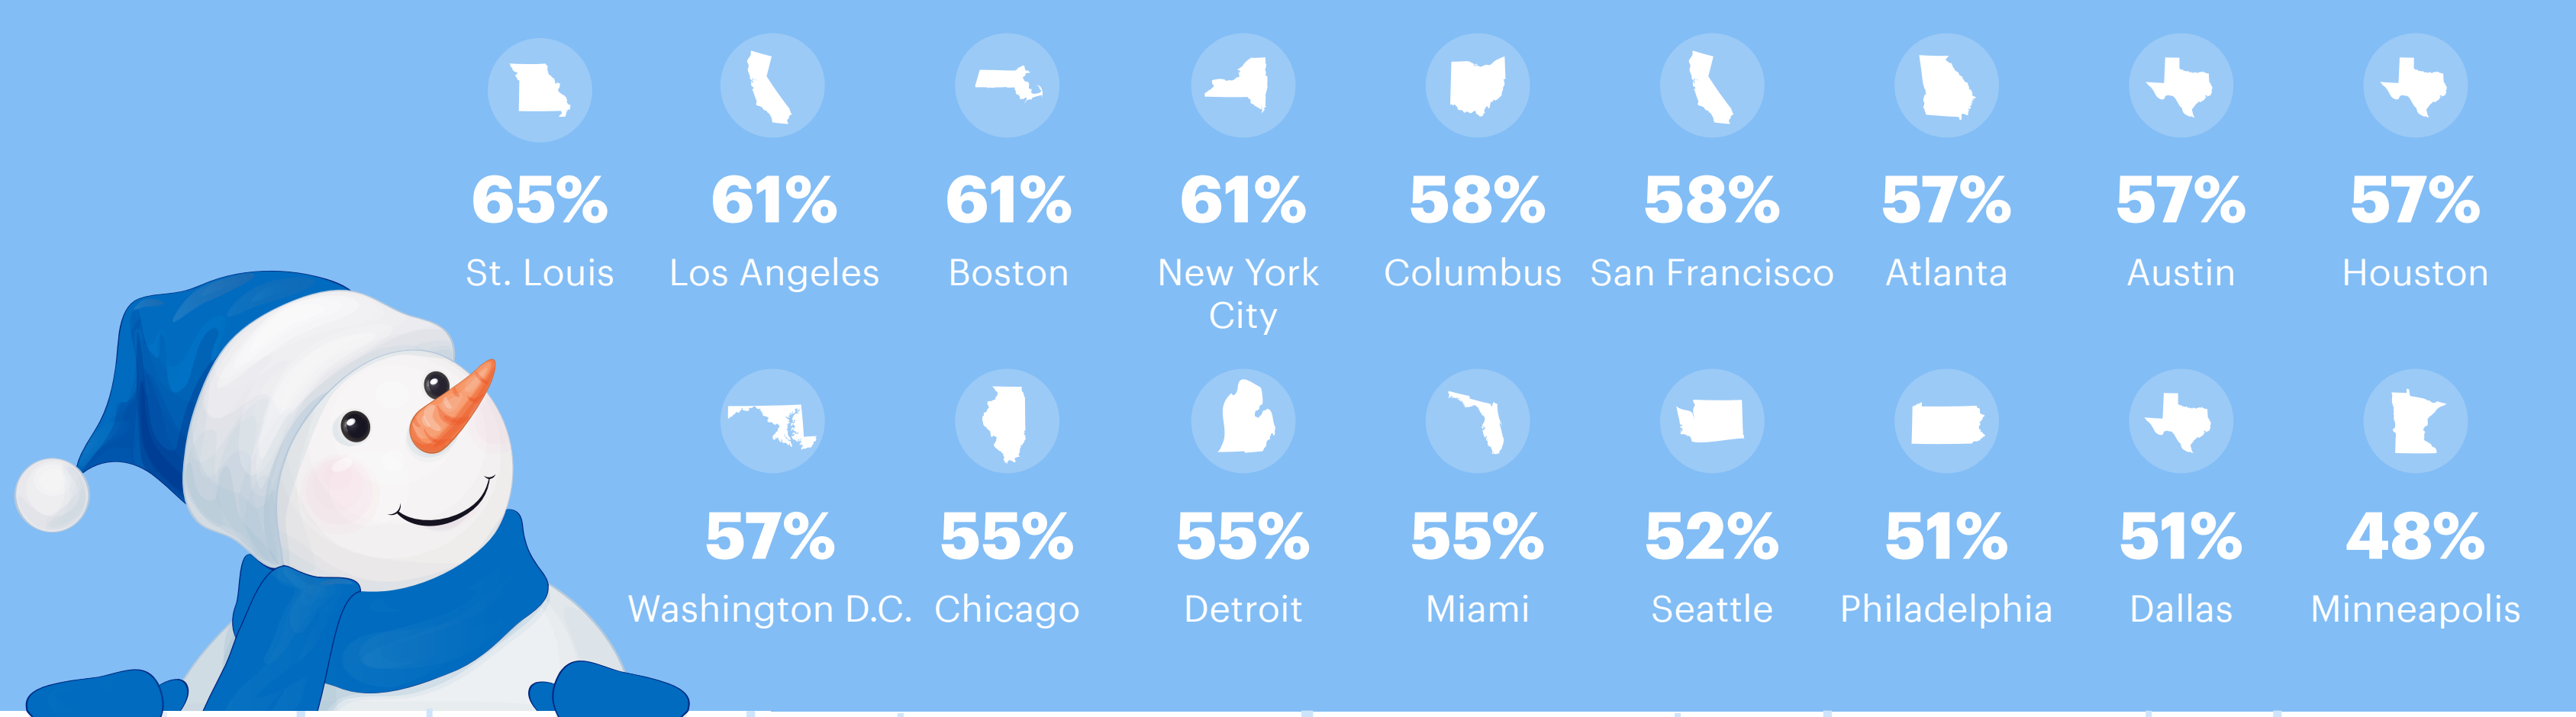 65% 61% 61% 61% 58% 58% 57% 57% 57%
St. Louis Los Angeles Boston New York Columbus San Francisco Atlanta Austin Houston
City
57% 55% 55% 55% 52% 51% 51% 48%
Washington D.C. Chicago Detroit Miami Seattle Philadelphia Dallas Minneapolis